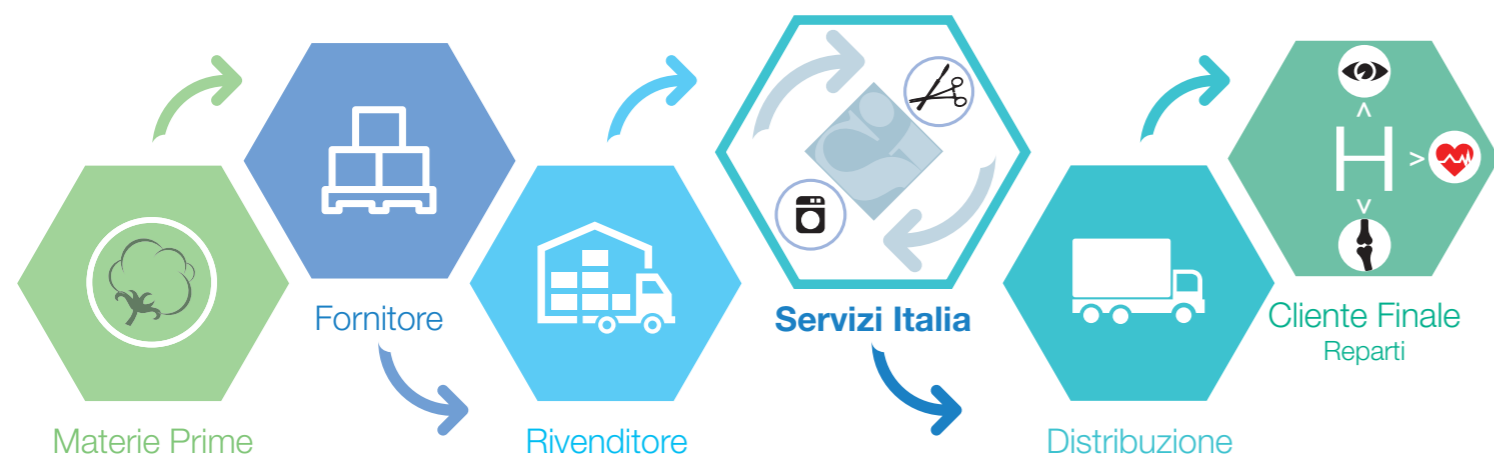 Materie Prime
Fornitore
Rivenditore
Servizi Italia
Distribuzione
H
>
>
>
Cliente Finale
Reparti